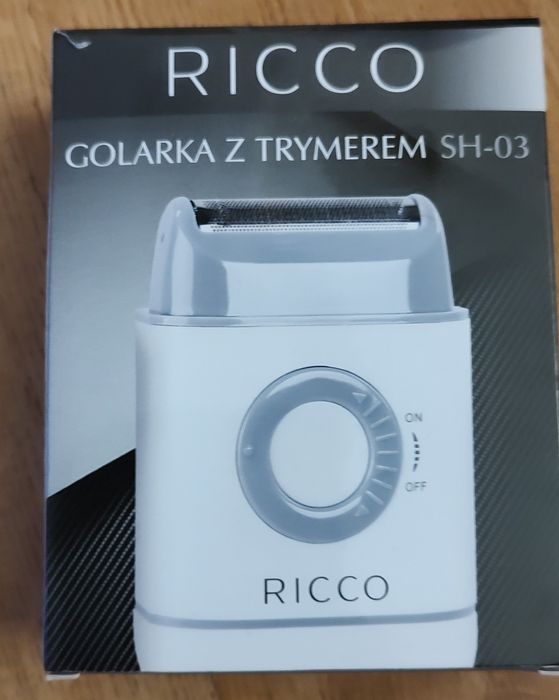 RICCO
GOLARKA Z TRYMEREM SH-03
ON
OFF
RICCO